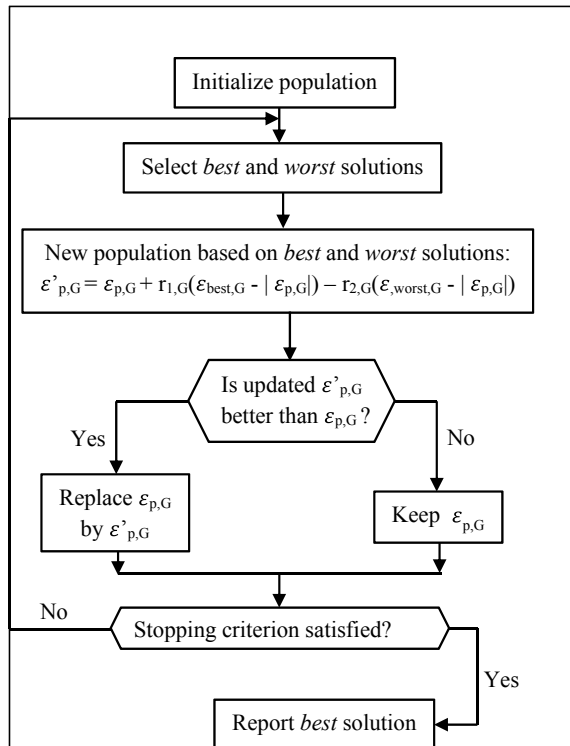 Initialize population
Select best and worst solutions
New population based on best and worst solutions:
ε’p,G = εp,G + r1,G(εbest,G - | εp,G|) – r2,G(ε,worst,G - | εp,G|)
Is updated ε’p,G
better than εp,G ?
Yes
No
Replace εp,G
by ε’p,G
Keep εp,G
No
Stopping criterion satisfied?
Yes
Report best solution